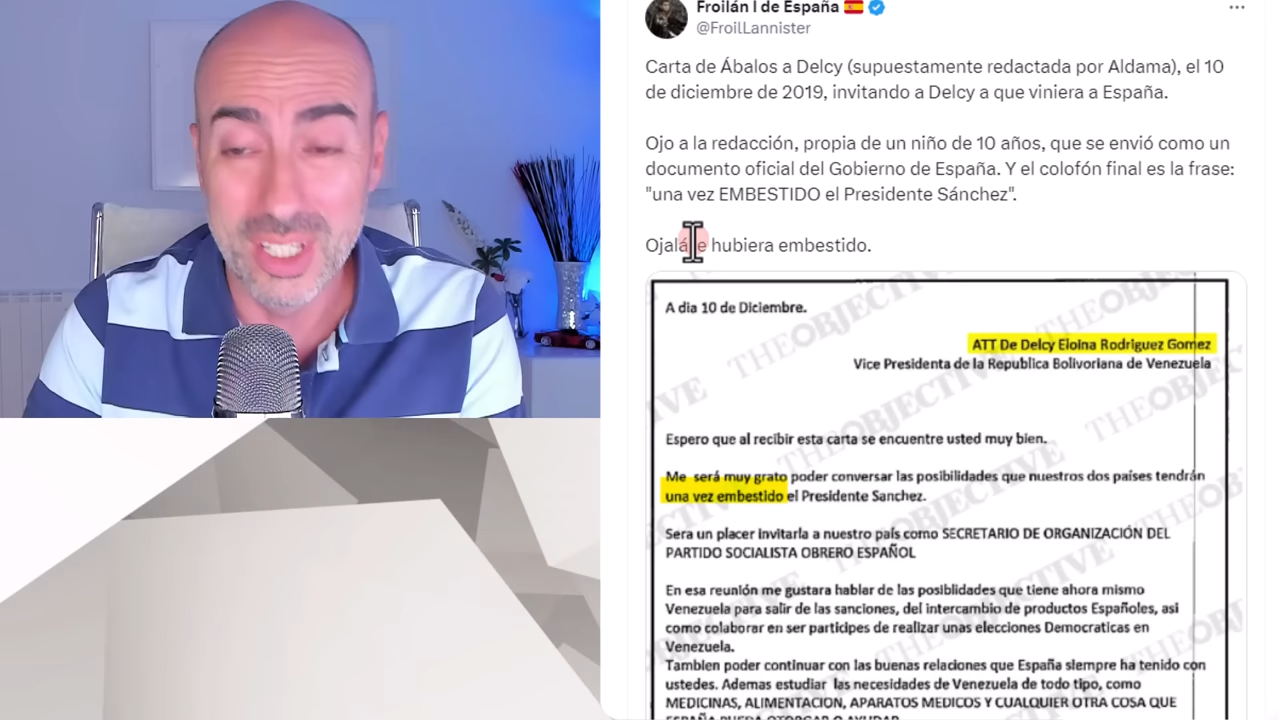 Froilán I de España
@FroilLannister
Carta de Ábalos a Delcy (supuestamente redactada por Aldama), el 10
de diciembre de 2019, invitando a Delcy a que viniera a España.
Ojo a la redacción, propia de un niño de 10 años, que se envió como un
documento oficial del Gobierno de España. Y el colofón final es la frase:
"una vez EMBESTIDO el Presidente Sánchez".
Ojalá hubiera embestido.
THEOBJECTIVE
A dia 10 de Diciembre.
ATT De Delcy Eloina Rodriguez Gomez
Vice Presidenta de la Republica Bolivoriana de Venezuela
Espero que al recibir esta carta se encuentre usted muy bien.
Me será muy grato poder conversar las posibilidades que nuestros dos países tendrán
una vez embestido el Presidente Sanchez.
Sera un placer invitarla a nuestro país como SECRETARIO DE ORGANIZACIÓN DEL
PARTIDO SOCIALISTA OBRERO ESPAÑOL
En esa reunión me gustara hablar de las posiblidades que tiene ahora mismo
Venezuela para salir de las sanciones, del intercambio de productos Españoles, asi
como colaborar en ser participes de realizar unas elecciones Democraticas en
Venezuela.
Tambien poder continuar con las buenas relaciones que España siempre ha tenido con
ustedes. Ademas estudiar las necesidades de Venezuela de todo tipo, como
MEDICINAS, ALIMENTACION, APARATOS MEDICOS Y CUALQUIER OTRA COSA QUE
ESPAÑA PUEDA OTORGAR O AYUDAR